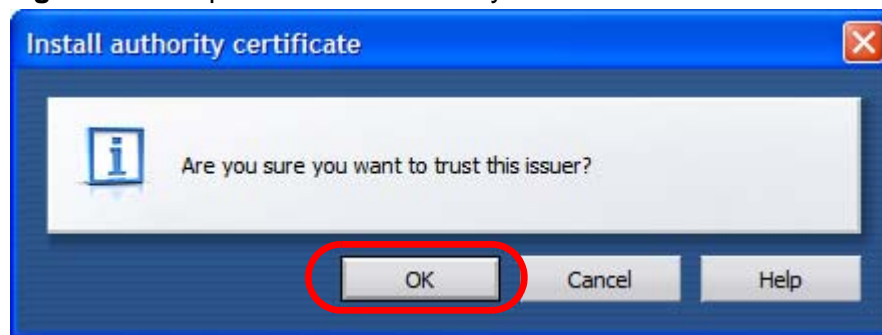 Install authority certificate
Are you sure you want to trust this issuer?
OK Cancel Help